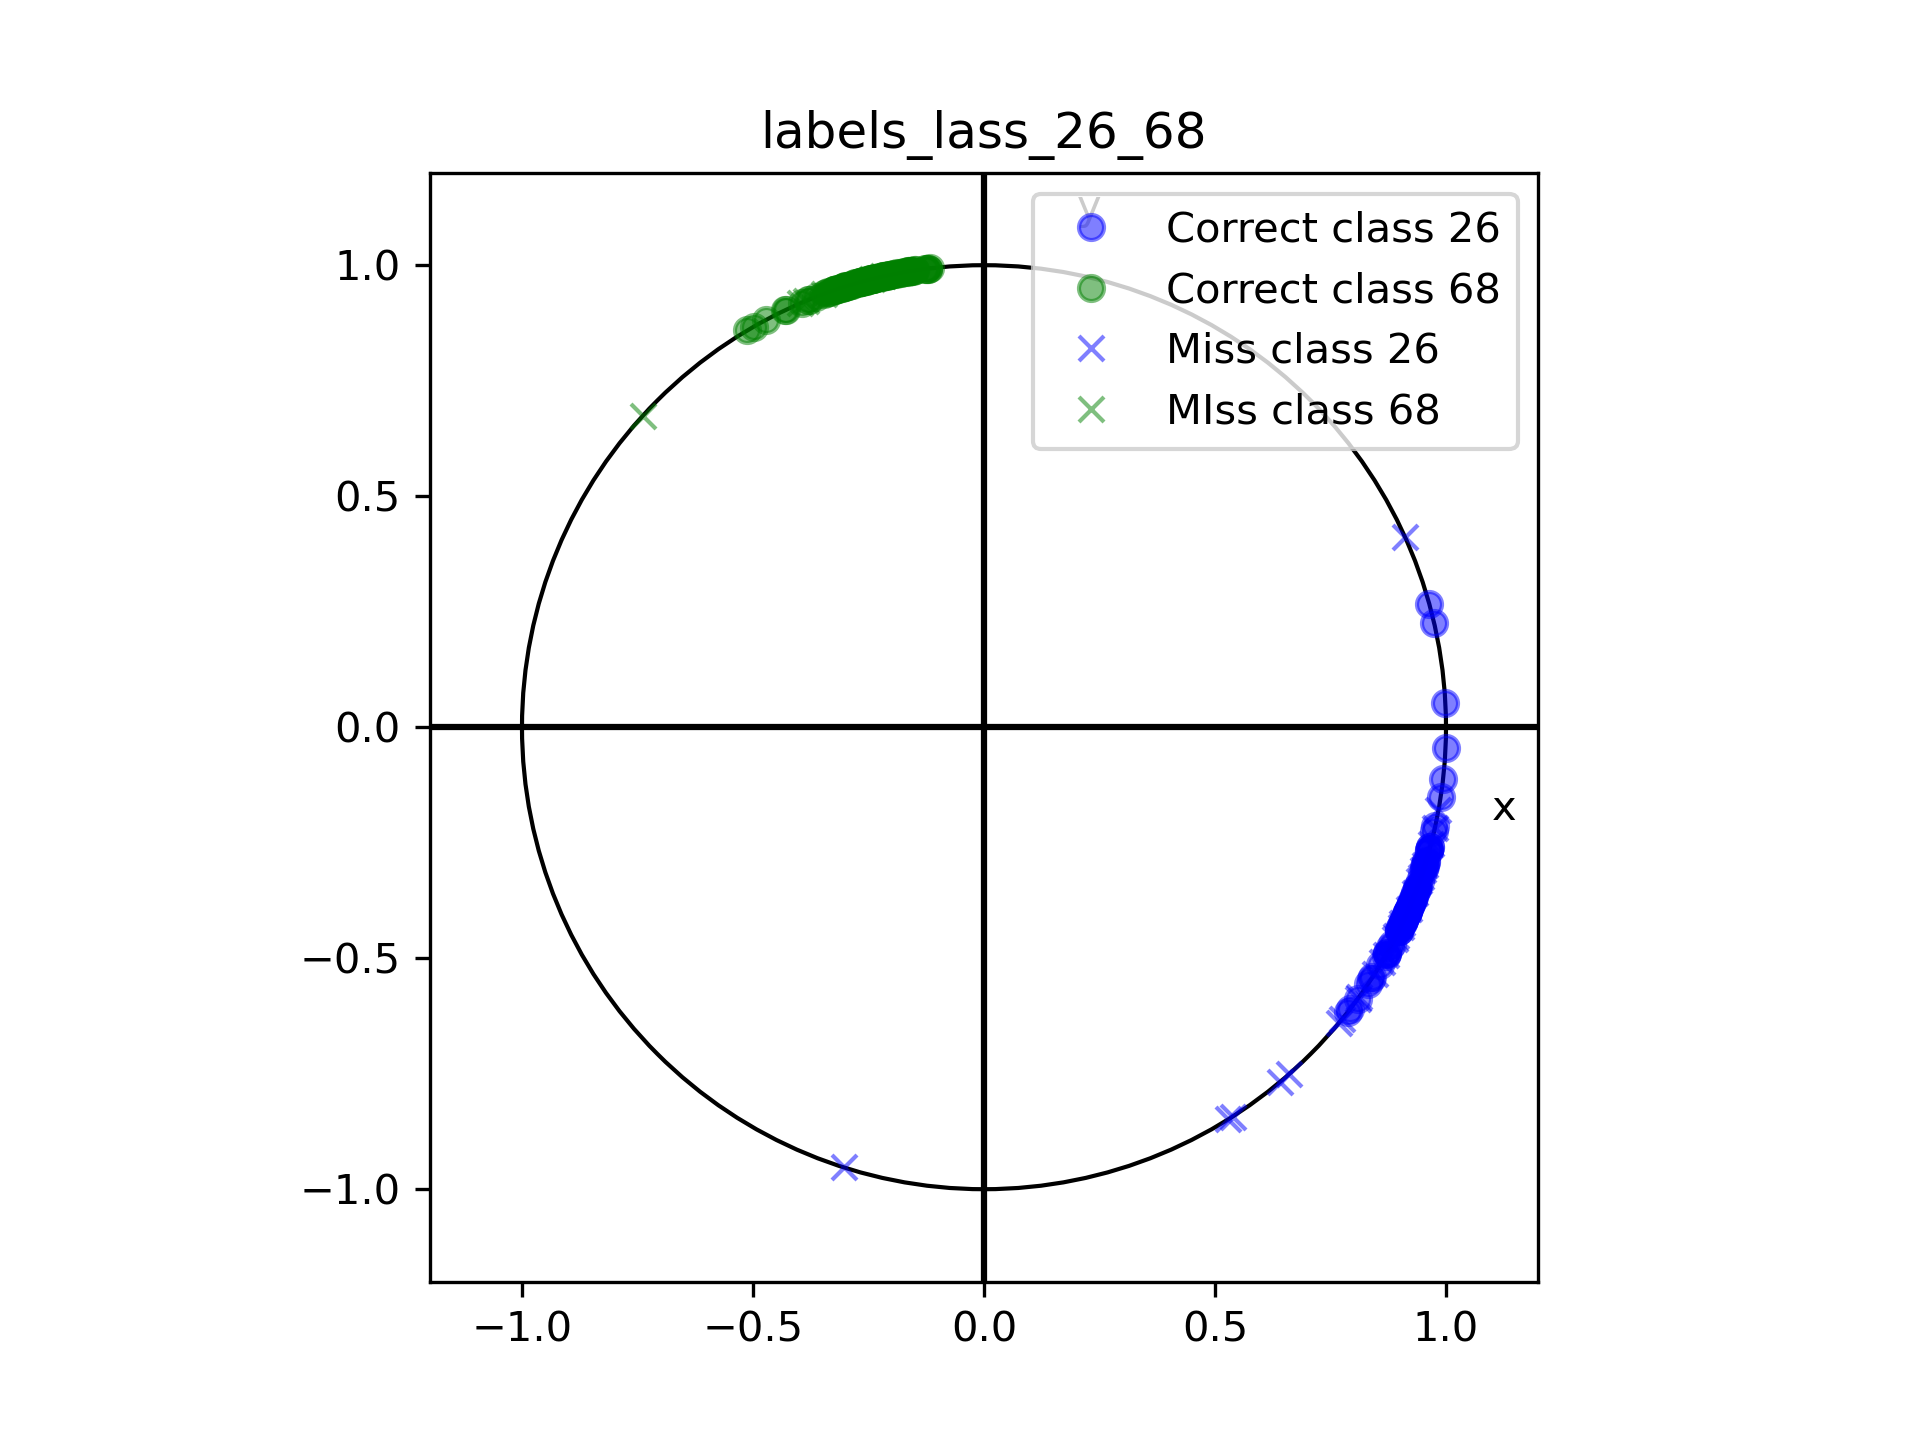 labels_lass_26_68
y
Correct class 26
Correct class 68
Miss class 26
MIss class 68
1.0
0.5
0.0
−0.5
−1.0
x
−1.0 −0.5 0.0 0.5 1.0